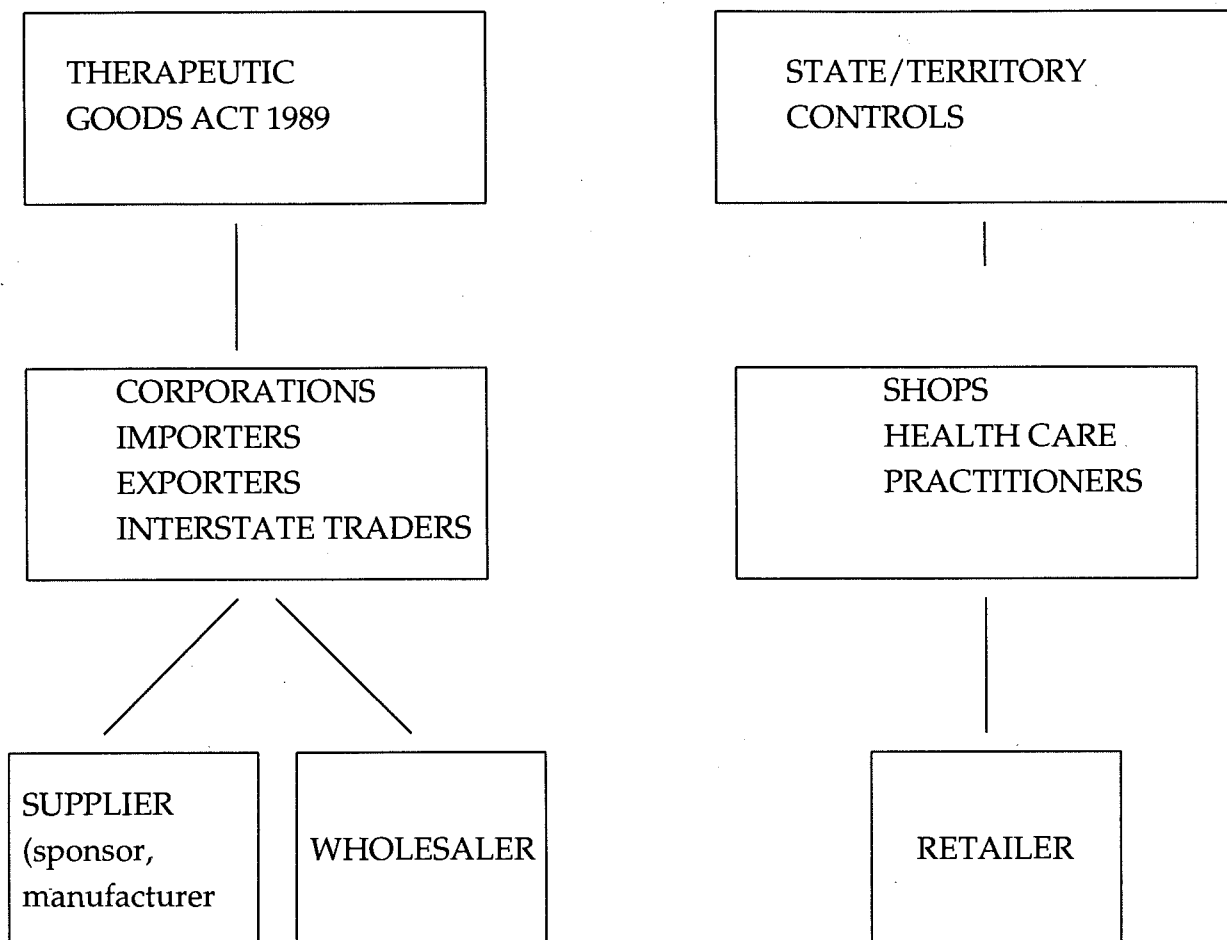 THERAPEUTIC
GOODS ACT 1989
STATE/TERRITORY
CONTROLS
CORPORATIONS
IMPORTERS
EXPORTERS
INTERSTATE TRADERS
SHOPS
HEALTH CARE
PRACTITIONERS
SUPPLIER
(sponsor,
manufacturer
WHOLESALER
RETAILER